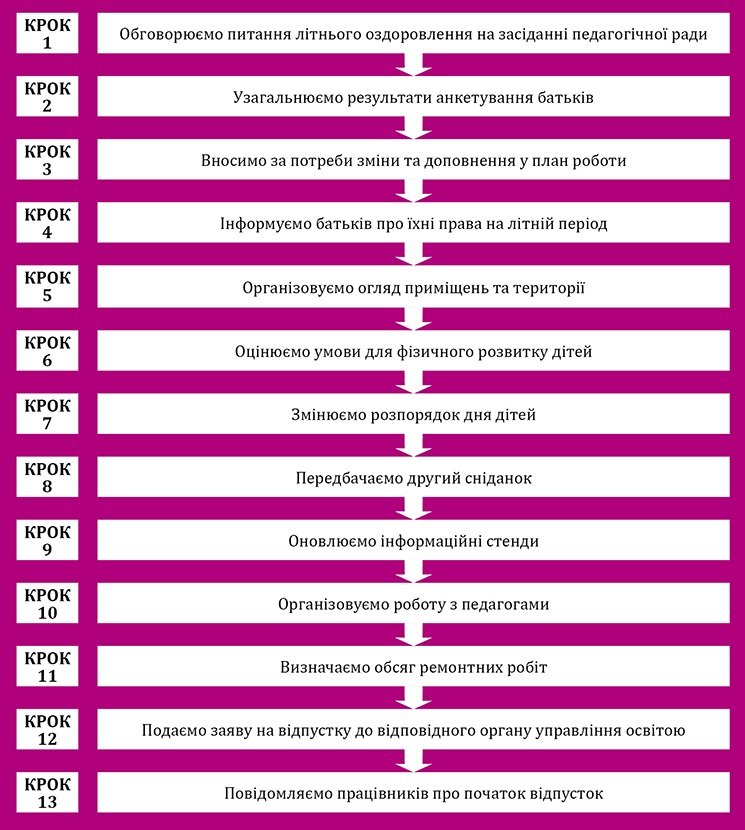 КРОК
1
Обговорюємо питання літнього оздоровлення на засіданні педагогічної ради
КРОК
2
Узагальнюємо результати анкетування батьків
КРОК
3
Вносимо за потреби зміни та доповнення у план роботи
КРОК
4
Інформуємо батьків про їхні права на літній період
КРОК
5
Організовуємо огляд приміщень та території
КРОК
6
Оцінюємо умови для фізичного розвитку дітей
КРОК
7
Змінюємо розпорядок дня дітей
КРОК
8
Передбачаємо другий сніданок
КРОК
9
Оновлюємо інформаційні стенди
КРОК
10
Організовуємо роботу з педагогами
КРОК
11
Визначаємо обсяг ремонтних робіт
КРОК
12
Подаємо заяву на відпустку до відповідного органу управління освітою
КРОК
13
Повідомляємо працівників про початок відпусток